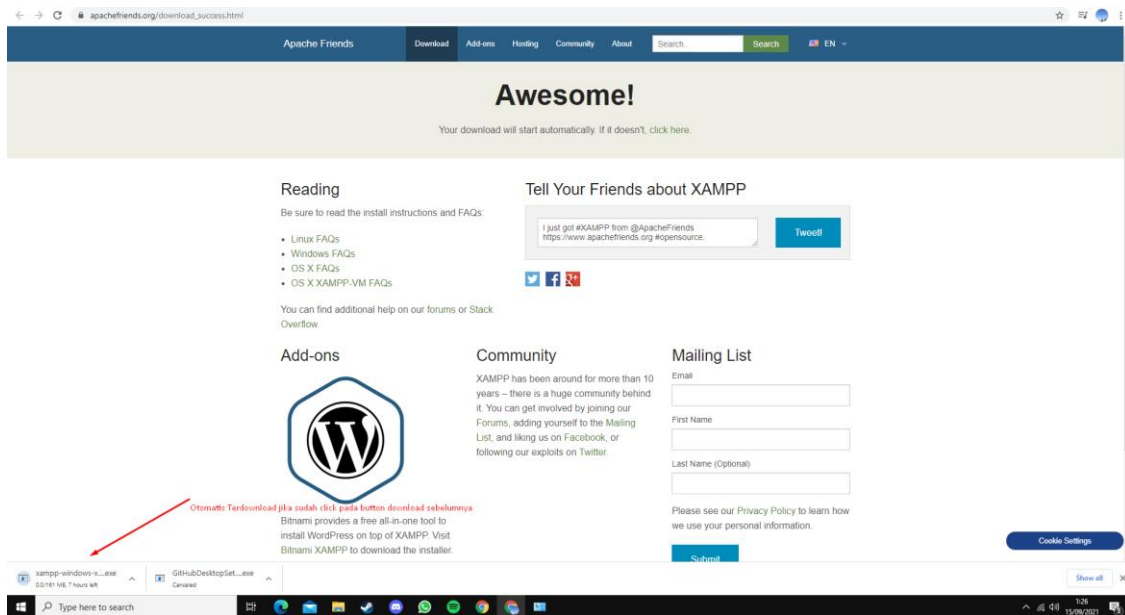 apachefriends.org/download_success.html
Apache Friends
Download
Add-ons
Hosting
Community
About
Search...
Search
EN
Awesome!
Your download will start automatically. If it doesn't, click here.
Reading
Be sure to read the install instructions and FAQs.
Linux FAQs
Windows FAQs
OS X FAQs
OS X XAMPP-VM FAQs
You can find additional help on our forums or Stack
Overflow.
Tell Your Friends about XAMPP
I just got #XAMPP from @ApacheFriends
https://www.apachefriends.org #opensource.
Tweet!
Add-ons
Otomatis Terdownload jika sudah click pada button download sebelumnya
Bitnami provides a free all-in-one tool to
install WordPress on top of XAMPP. Visit
Bitnami XAMPP to download the installer.
Community
XAMPP has been around for more than 10
years – there is a huge community behind
it. You can get involved by joining our
Forums, adding yourself to the Mailing
List, and liking us on Facebook, or
following our exploits on Twitter.
Mailing List
Email
First Name
Last Name (Optional)
Please see our Privacy Policy to learn how
we use your personal information.
Submit
Cookie Settings
xampp-windows-x....exe
0.0/161 MB, 7 hours left
GitHubDesktopSet....exe
Canceled
Show all
Type here to search
1:26
15/09/2021